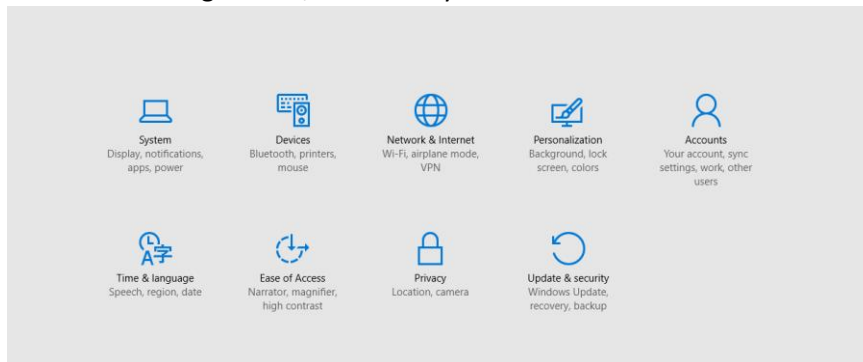 System
Display, notifications,
apps, power
Devices
Bluetooth, printers,
mouse
Network & Internet
Wi-Fi, airplane mode,
VPN
Personalization
Background, lock
screen, colors
Accounts
Your account, sync
settings, work, other
users
Time & language
Speech, region, date
Ease of Access
Narrator, magnifier,
high contrast
Privacy
Location, camera
Update & security
Windows Update,
recovery, backup